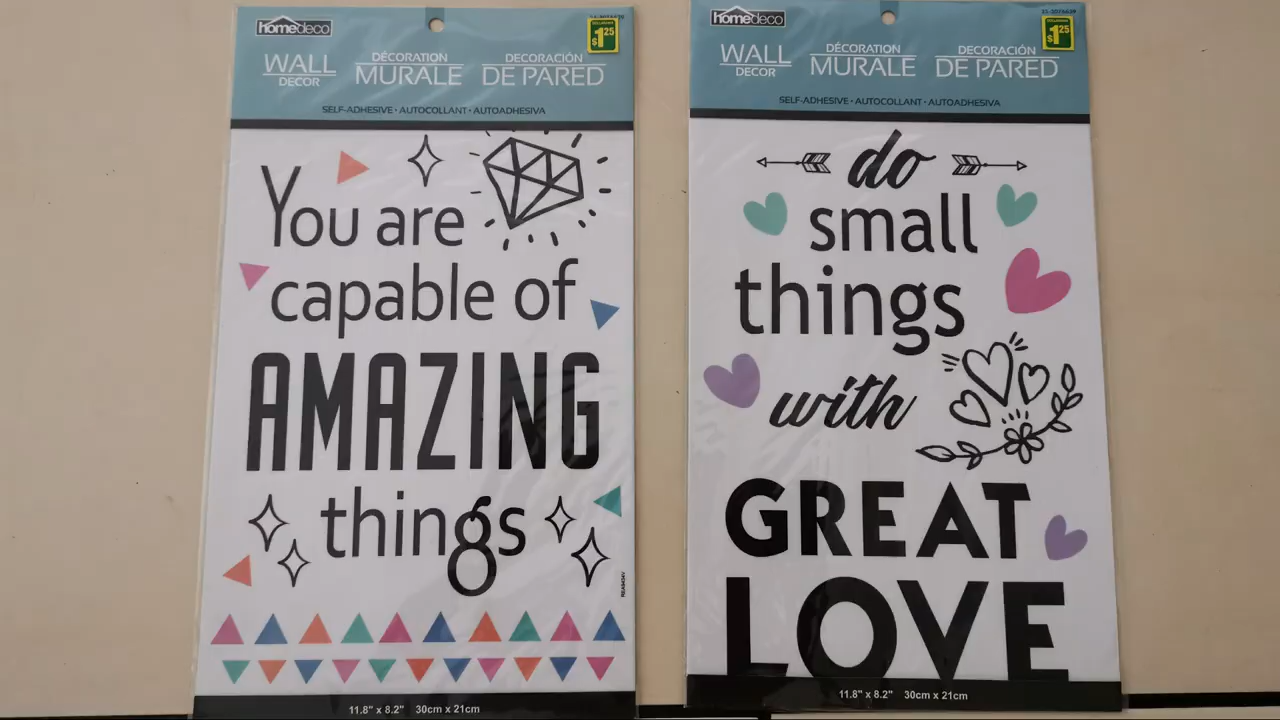 homedeco
$1.25
WALL DECOR
DÉCORATION MURALE
DECORACIÓN DE PARED
SELF-ADHESIVE • AUTOCOLLANT • AUTOADHESIVA
You are
capable of
AMAZING
things
11.8" x 8.2" 30cm x 21cm
homedeco
$1.25
WALL DECOR
DÉCORATION MURALE
DECORACIÓN DE PARED
SELF-ADHESIVE • AUTOCOLLANT • AUTOADHESIVA
do
small
things
with
GREAT
LOVE
11.8" x 8.2" 30cm x 21cm